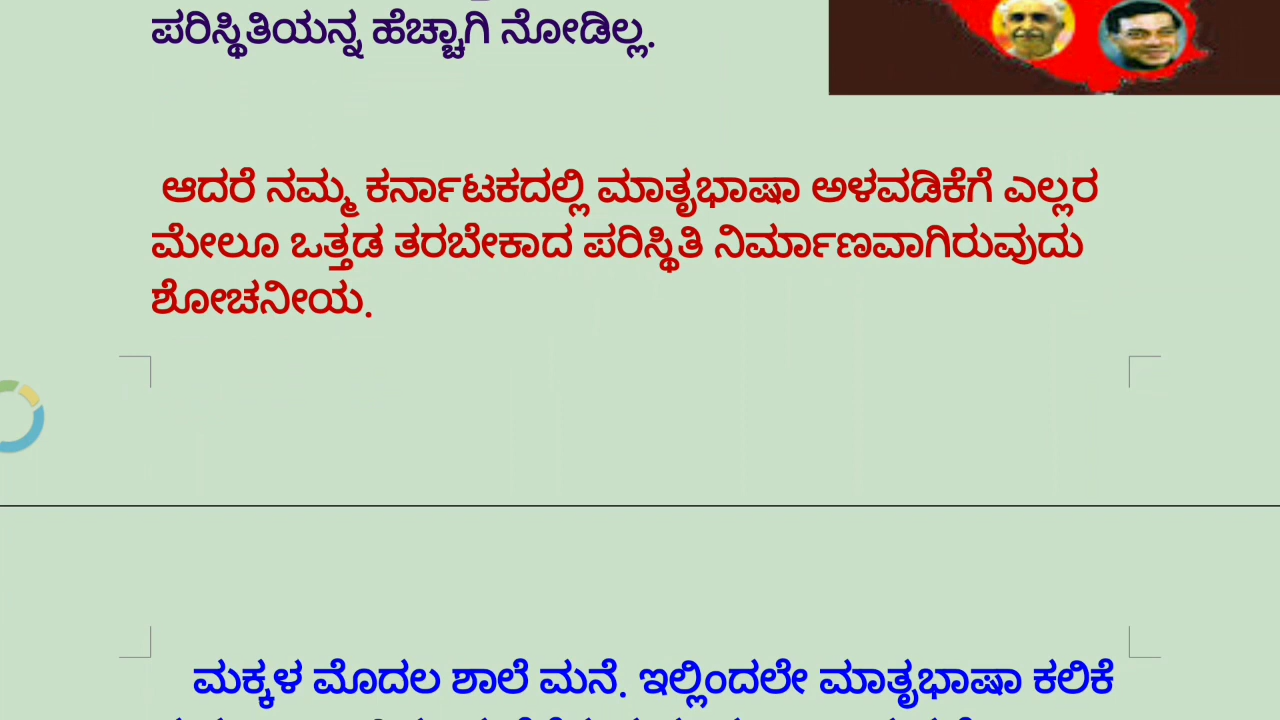 ಪರಿಸ್ಥಿತಿಯನ್ನ ಹೆಚ್ಚಾಗಿ ನೋಡಿಲ್ಲ.
ಆದರೆ ನಮ್ಮ ಕರ್ನಾಟಕದಲ್ಲಿ ಮಾತೃಭಾಷಾ ಅಳವಡಿಕೆಗೆ ಎಲ್ಲರ
ಮೇಲೂ ಒತ್ತಡ ತರಬೇಕಾದ ಪರಿಸ್ಥಿತಿ ನಿರ್ಮಾಣವಾಗಿರುವುದು
ಶೋಚನೀಯ.
ಮಕ್ಕಳ ಮೊದಲ ಶಾಲೆ ಮನೆ. ಇಲ್ಲಿಂದಲೇ ಮಾತೃಭಾಷಾ ಕಲಿಕೆ